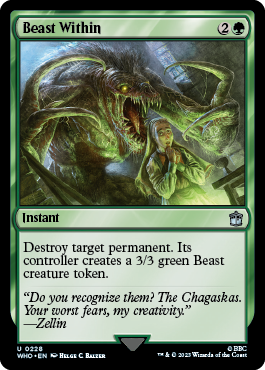 Beast Within 2
Instant
Destroy target permanent. Its
controller creates a 3/3 green Beast
creature token.
“Do you recognize them? The Chagaskas.
Your worst fears, my creativity.”
—Zellin
U 0228
WHO • EN HELGE C. BALZER
© BBC
™ & © 2023 Wizards of the Coast